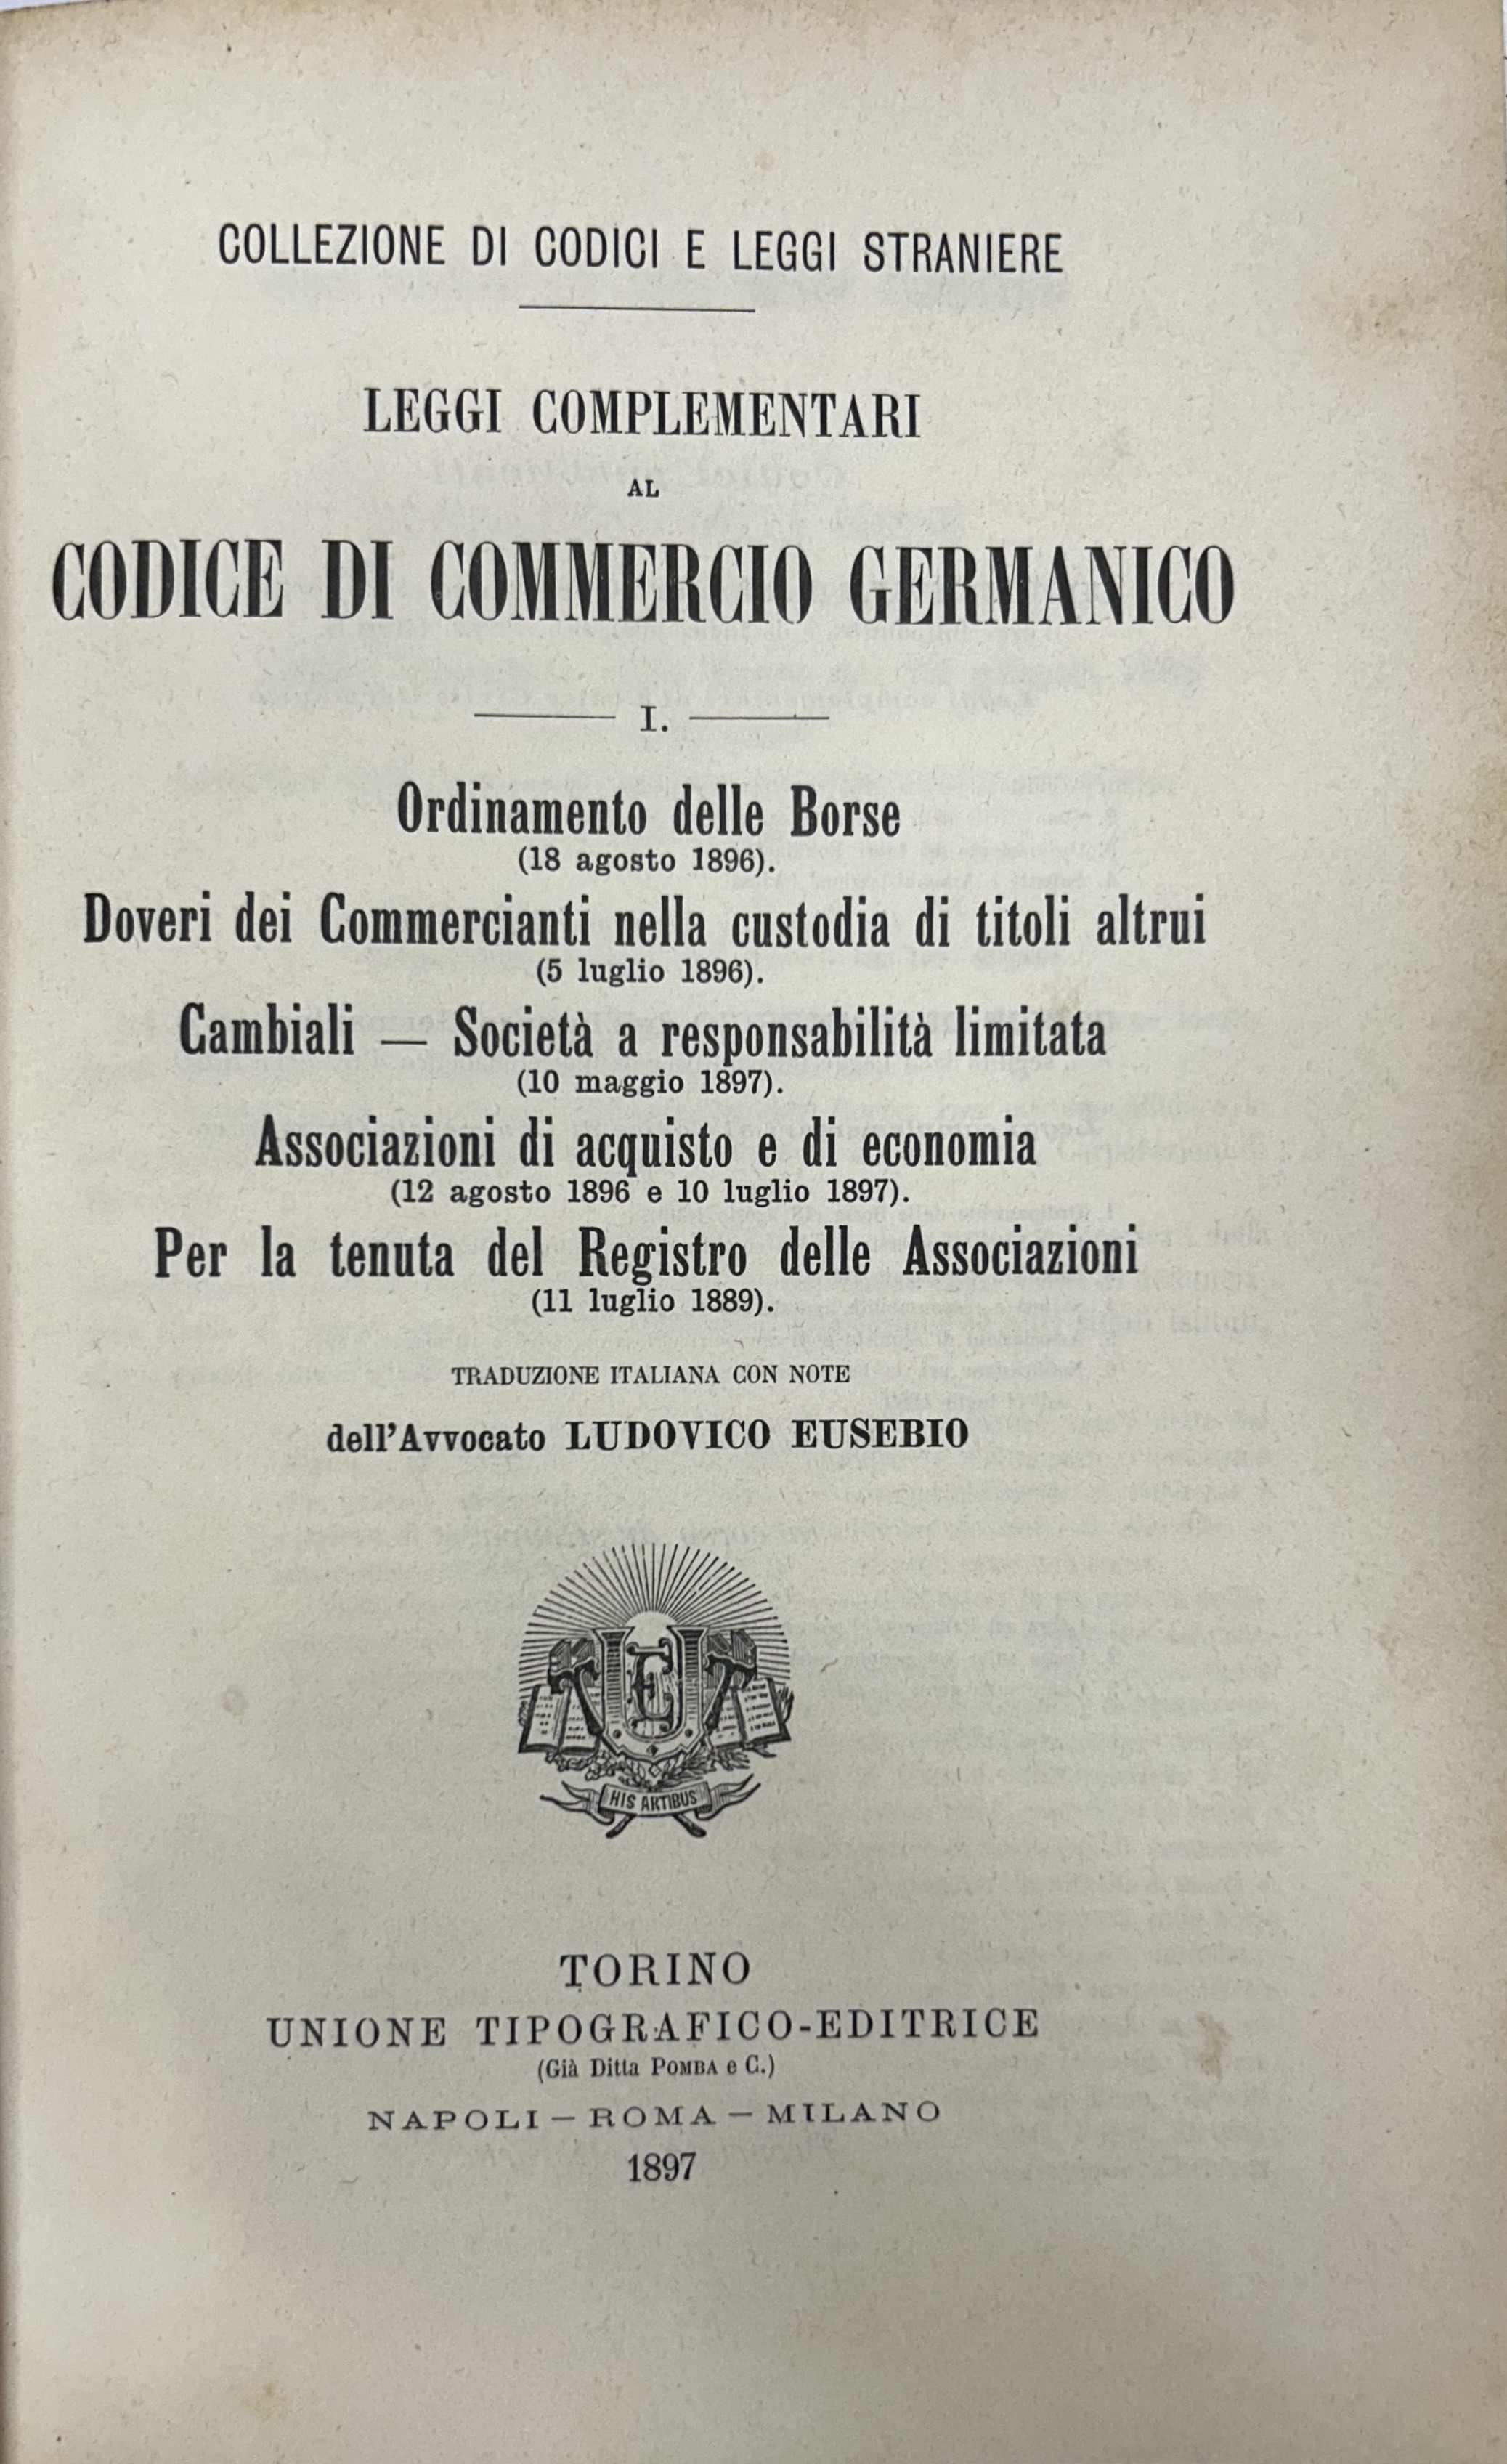 COLLEZIONE DI CODICI E LEGGI STRANIERE
LEGGI COMPLEMENTARI
AL
CODICE DI COMMERCIO GERMANICO
I.
Ordinamento delle Borse
(18 agosto 1896).
Doveri dei Commercianti nella custodia di titoli altrui
(5 luglio 1896).
Cambiali — Società a responsabilità limitata
(10 maggio 1897).
Associazioni di acquisto e di economia
(12 agosto 1896 e 10 luglio 1897).
Per la tenuta del Registro delle Associazioni
(11 luglio 1889).
TRADUZIONE ITALIANA CON NOTE
dell'Avvocato LUDOVICO EUSEBIO
HIS ARTIBUS
TORINO
UNIONE TIPOGRAFICO-EDITRICE
(Già Ditta POMBA e C.)
NAPOLI — ROMA — MILANO
1897